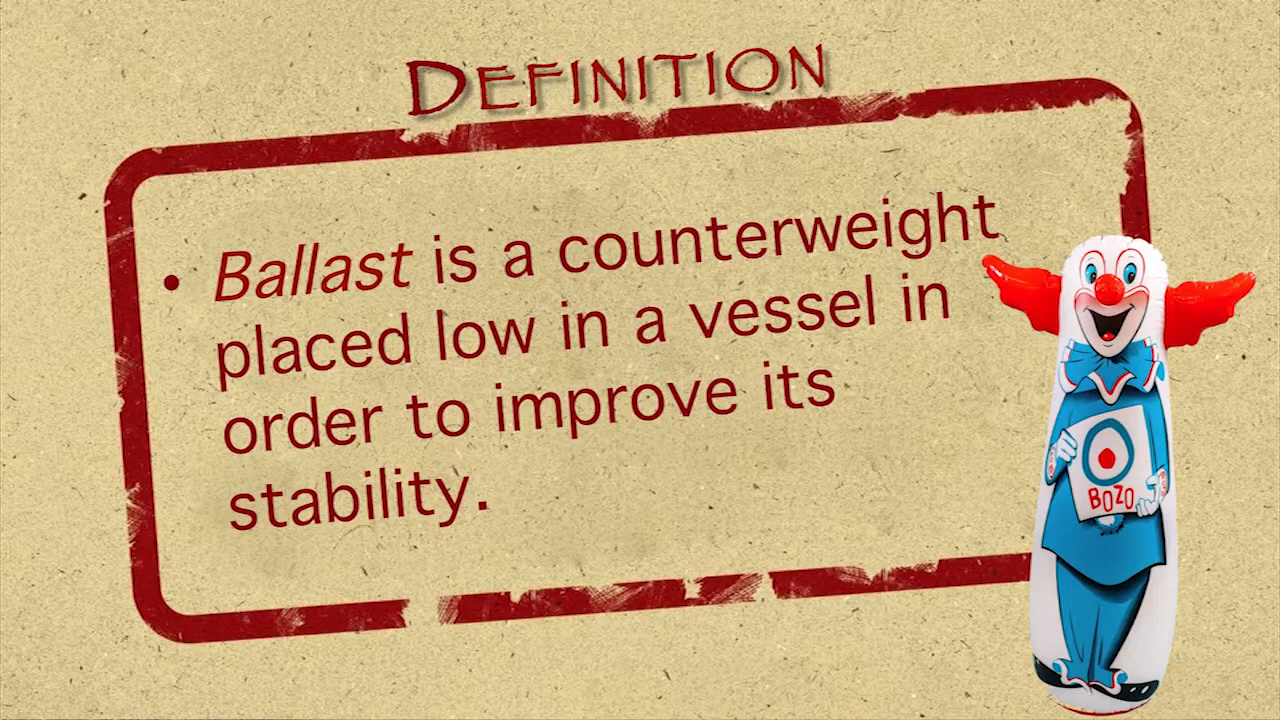 DEFINITION
• Ballast is a counterweight
placed low in a vessel in
order to improve its
stability.
BOZO